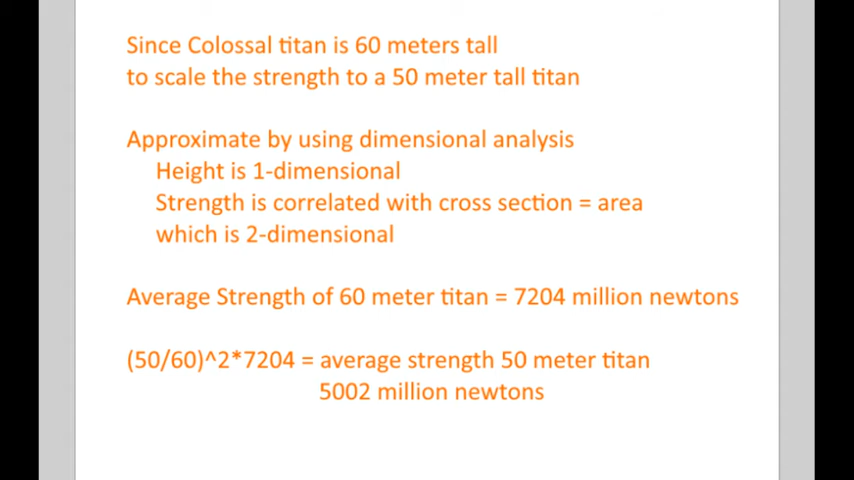 Since Colossal titan is 60 meters tall
to scale the strength to a 50 meter tall titan
Approximate by using dimensional analysis
Height is 1-dimensional
Strength is correlated with cross section = area
which is 2-dimensional
Average Strength of 60 meter titan = 7204 million newtons
(50/60)^2*7204 = average strength 50 meter titan
5002 million newtons